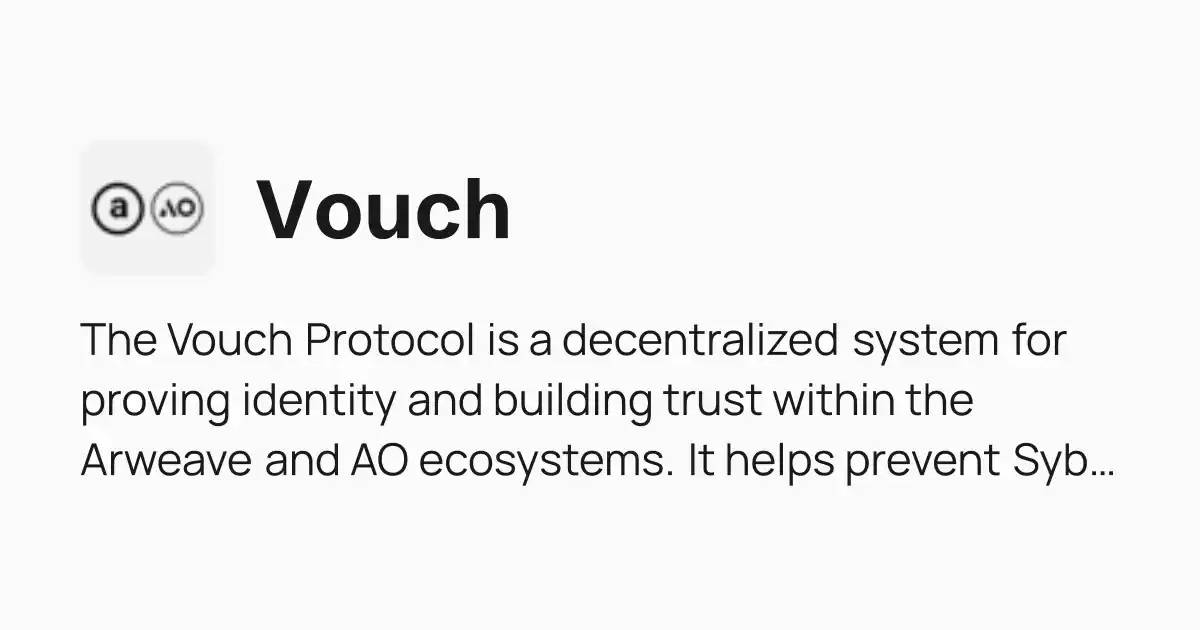 a AO
Vouch
The Vouch Protocol is a decentralized system for
proving identity and building trust within the
Arweave and AO ecosystems. It helps prevent Syb…